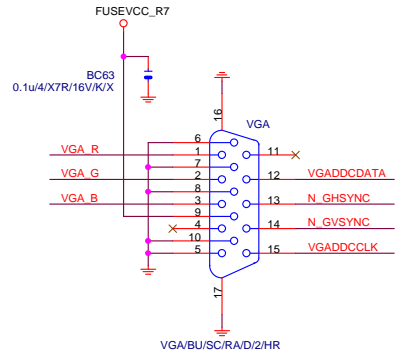 FUSEVCC_R7
BC63
0.1u/4/X7R/16V/K/X
16
VGA
6
VGA_R 1 11
7
VGA_G 2 12 VGADDCDATA
8
VGA_B 3 13 N_GHSYNC
9
4 14 N_GVSYNC
10
5 15 VGADDCCLK
17
VGA/BU/SC/RA/D/2/HR